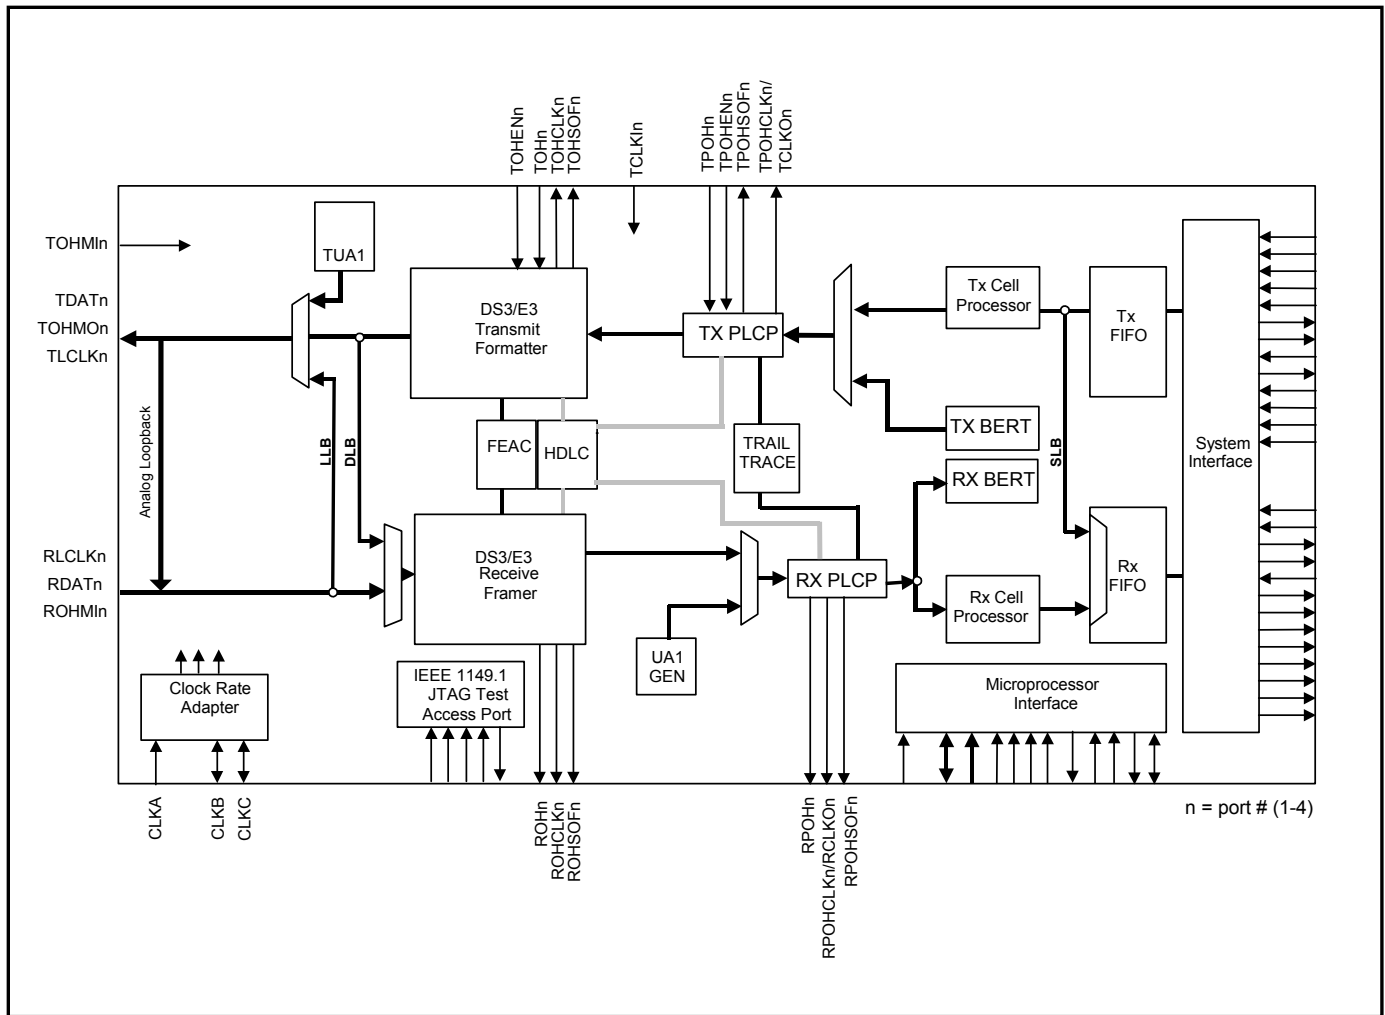 TOHENn
TOHn
TOHCLKn
TOHSOFn
TCLKIn
TPOHn
TPOHENn
TPOHSOFn
TPOHCLKn/
TCLKOn
TOHMIn
TDATn
TOHMOn
TLCLKn
TUA1
DS3/E3
Transmit
Formatter
TX PLCP
Tx Cell
Processor
Tx
FIFO
TX BERT
RX BERT
FEAC
HDLC
TRAIL
TRACE
System
Interface
Analog Loopback
LLB
DLB
SLB
RLCLKn
RDATn
ROHMIn
DS3/E3
Receive
Framer
RX PLCP
Rx Cell
Processor
Rx
FIFO
UA1
GEN
Clock Rate
Adapter
IEEE 1149.1
JTAG Test
Access Port
Microprocessor
Interface
CLKA
CLKB
CLKC
ROHn
ROHCLKn
ROHSOFn
RPOHn
RPOHCLKn/RCLKOn
RPOHSOFn
n = port # (1-4)